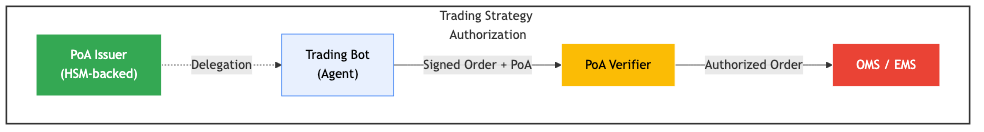 Trading Strategy
Authorization
PoA Issuer
(HSM-backed)
Delegation
Trading Bot
(Agent)
Signed Order + PoA
PoA Verifier
Authorized Order
OMS / EMS